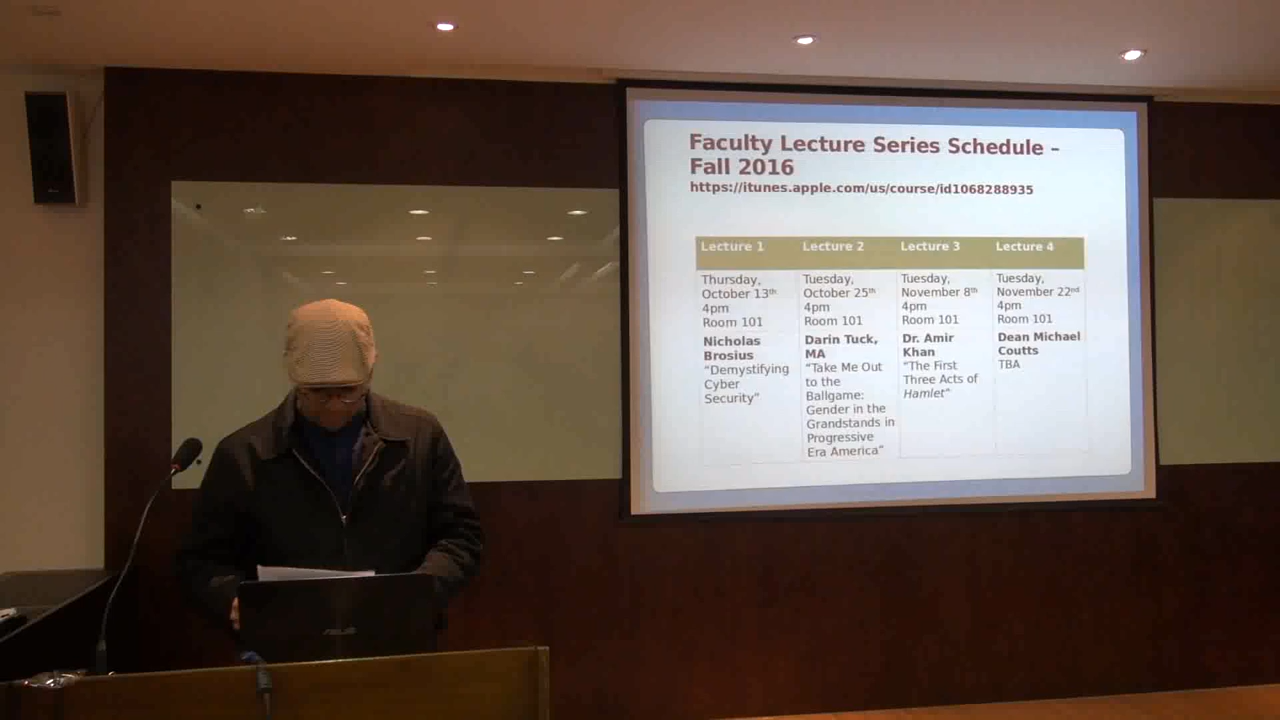 Faculty Lecture Series Schedule –
Fall 2016
https://itunes.apple.com/us/course/id1068288935
Lecture 1
Lecture 2
Lecture 3
Lecture 4
Thursday,
October 13th
4pm
Room 101
Tuesday,
October 25th
4pm
Room 101
Tuesday,
November 8th
4pm
Room 101
Tuesday,
November 22nd
4pm
Room 101
Nicholas
Brosius
“Demystifying
Cyber
Security”
Darin Tuck,
MA
“Take Me Out
to the
Ballgame:
Gender in the
Grandstands in
Progressive
Era America”
Dr. Amir
Khan
“The First
Three Acts of
Hamlet”
Dean Michael
Coutts
TBA
ASUS